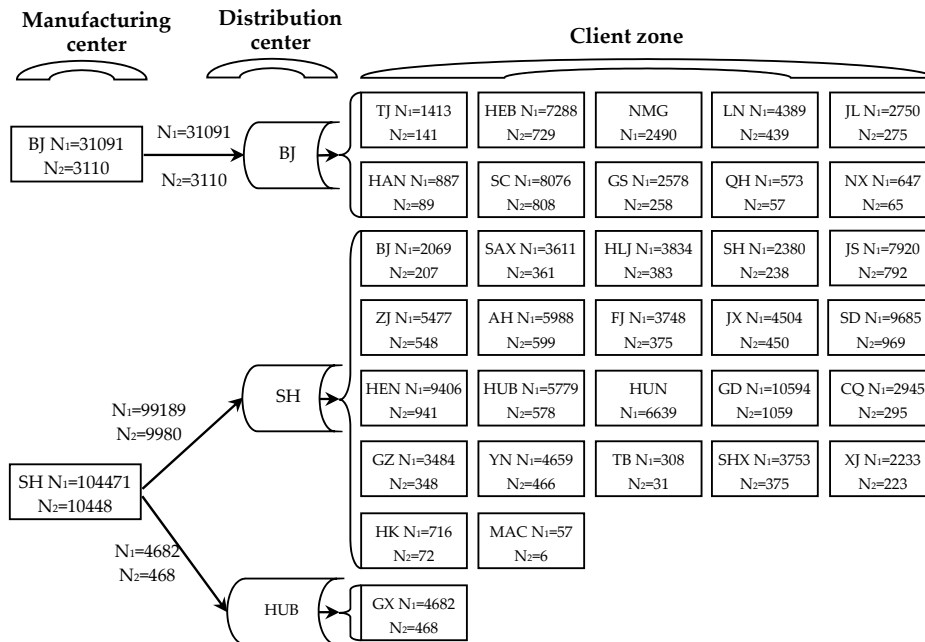 Manufacturing
center
Distribution
center
Client zone
BJ N₁=31091
N₂=3110
N₁=31091
N₂=3110
BJ
TJ N₁=1413
N₂=141
HEB N₁=7288
N₂=729
NMG
N₁=2490
LN N₁=4389
N₂=439
JL N₁=2750
N₂=275
HAN N₁=887
N₂=89
SC N₁=8076
N₂=808
GS N₁=2578
N₂=258
QH N₁=573
N₂=57
NX N₁=647
N₂=65
SH N₁=104471
N₂=10448
N₁=99189
N₂=9980
SH
BJ N₁=2069
N₂=207
SAX N₁=3611
N₂=361
HLJ N₁=3834
N₂=383
SH N₁=2380
N₂=238
JS N₁=7920
N₂=792
ZJ N₁=5477
N₂=548
AH N₁=5988
N₂=599
FJ N₁=3748
N₂=375
JX N₁=4504
N₂=450
SD N₁=9685
N₂=969
HEN N₁=9406
N₂=941
HUB N₁=5779
N₂=578
HUN
N₁=6639
GD N₁=10594
N₂=1059
CQ N₁=2945
N₂=295
GZ N₁=3484
N₂=348
YN N₁=4659
N₂=466
TB N₁=308
N₂=31
SHX N₁=3753
N₂=375
XJ N₁=2233
N₂=223
HK N₁=716
N₂=72
MAC N₁=57
N₂=6
N₁=4682
N₂=468
HUB
GX N₁=4682
N₂=468